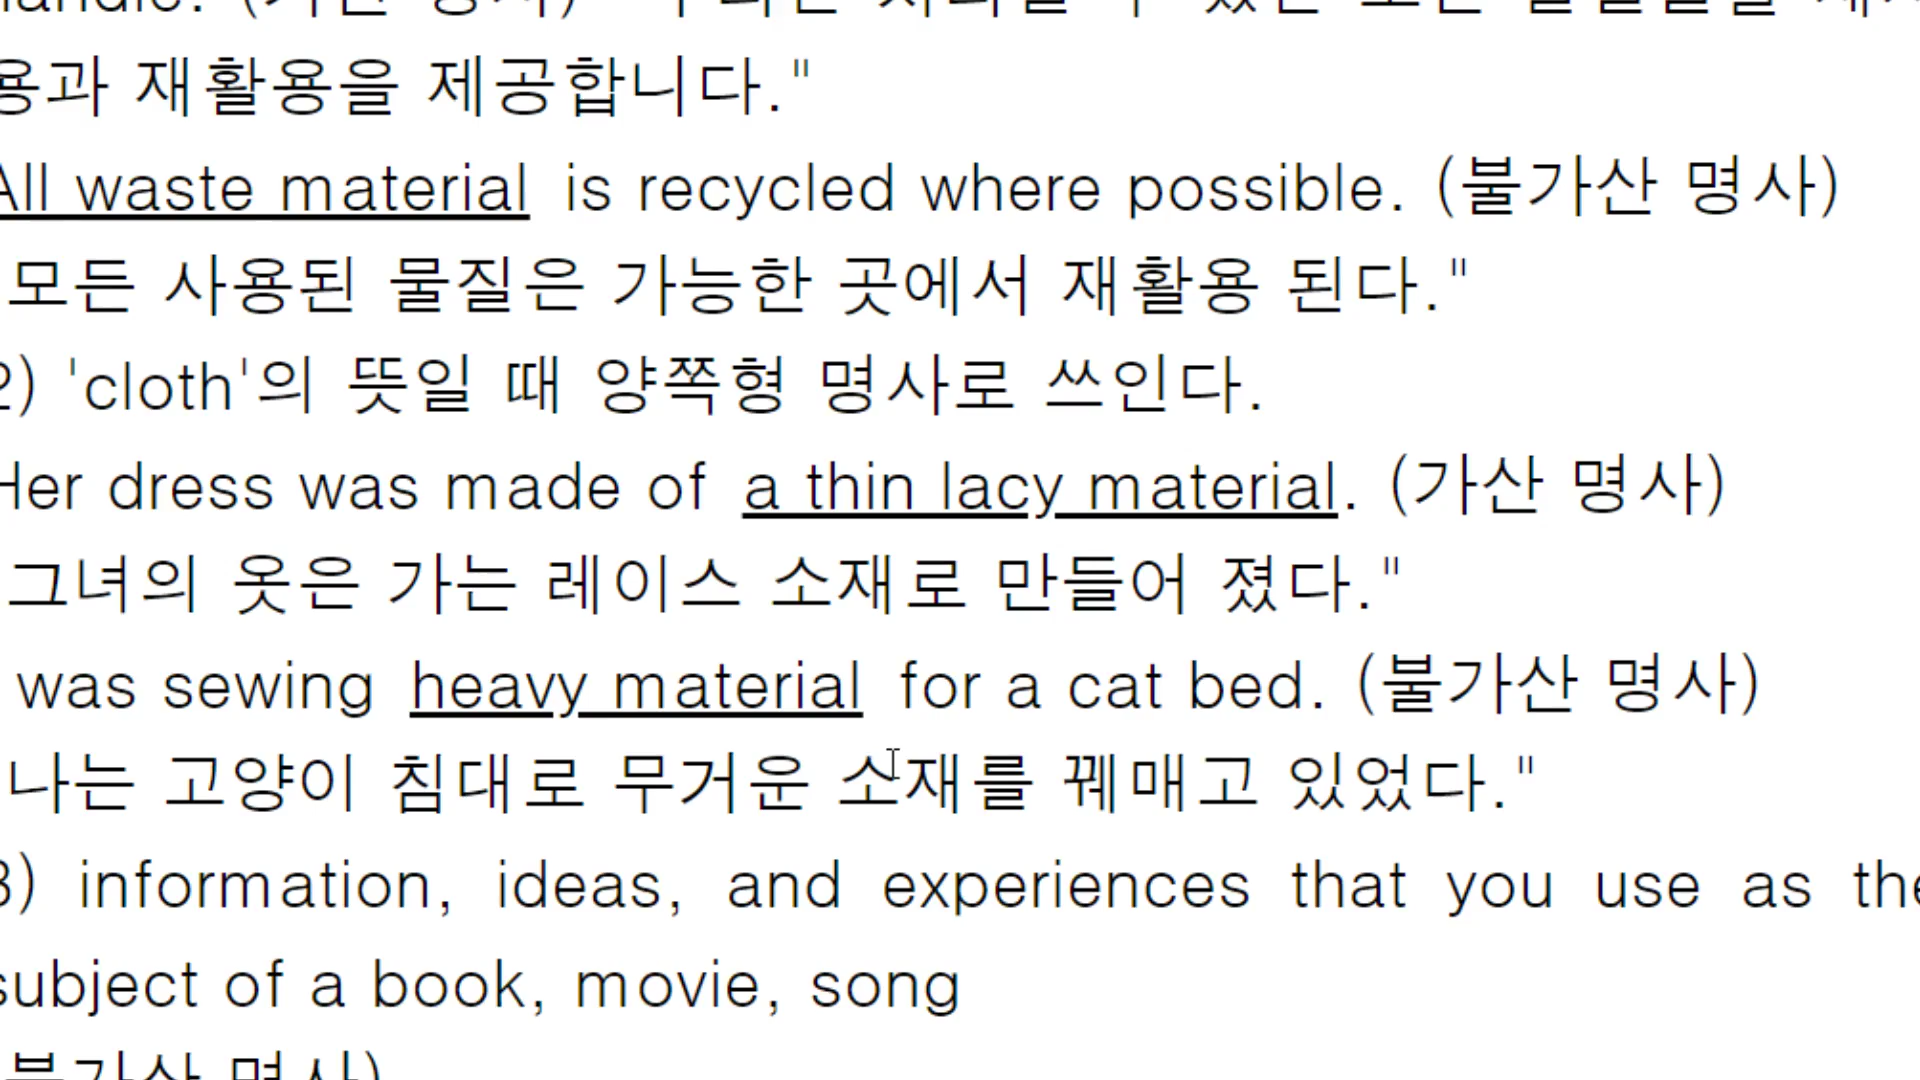 용과 재활용을 제공합니다."
All waste material is recycled where possible. (불가산 명사)
모든 사용된 물질은 가능한 곳에서 재활용 된다."
2) 'cloth'의 뜻일 때 양쪽형 명사로 쓰인다.
Her dress was made of a thin lacy material. (가산 명사)
그녀의 옷은 가는 레이스 소재로 만들어 졌다."
was sewing heavy material for a cat bed. (불가산 명사)
나는 고양이 침대로 무거운 소재를 꿰매고 있었다."
3) information, ideas, and experiences that you use as the
subject of a book, movie, song
불가산 명사)